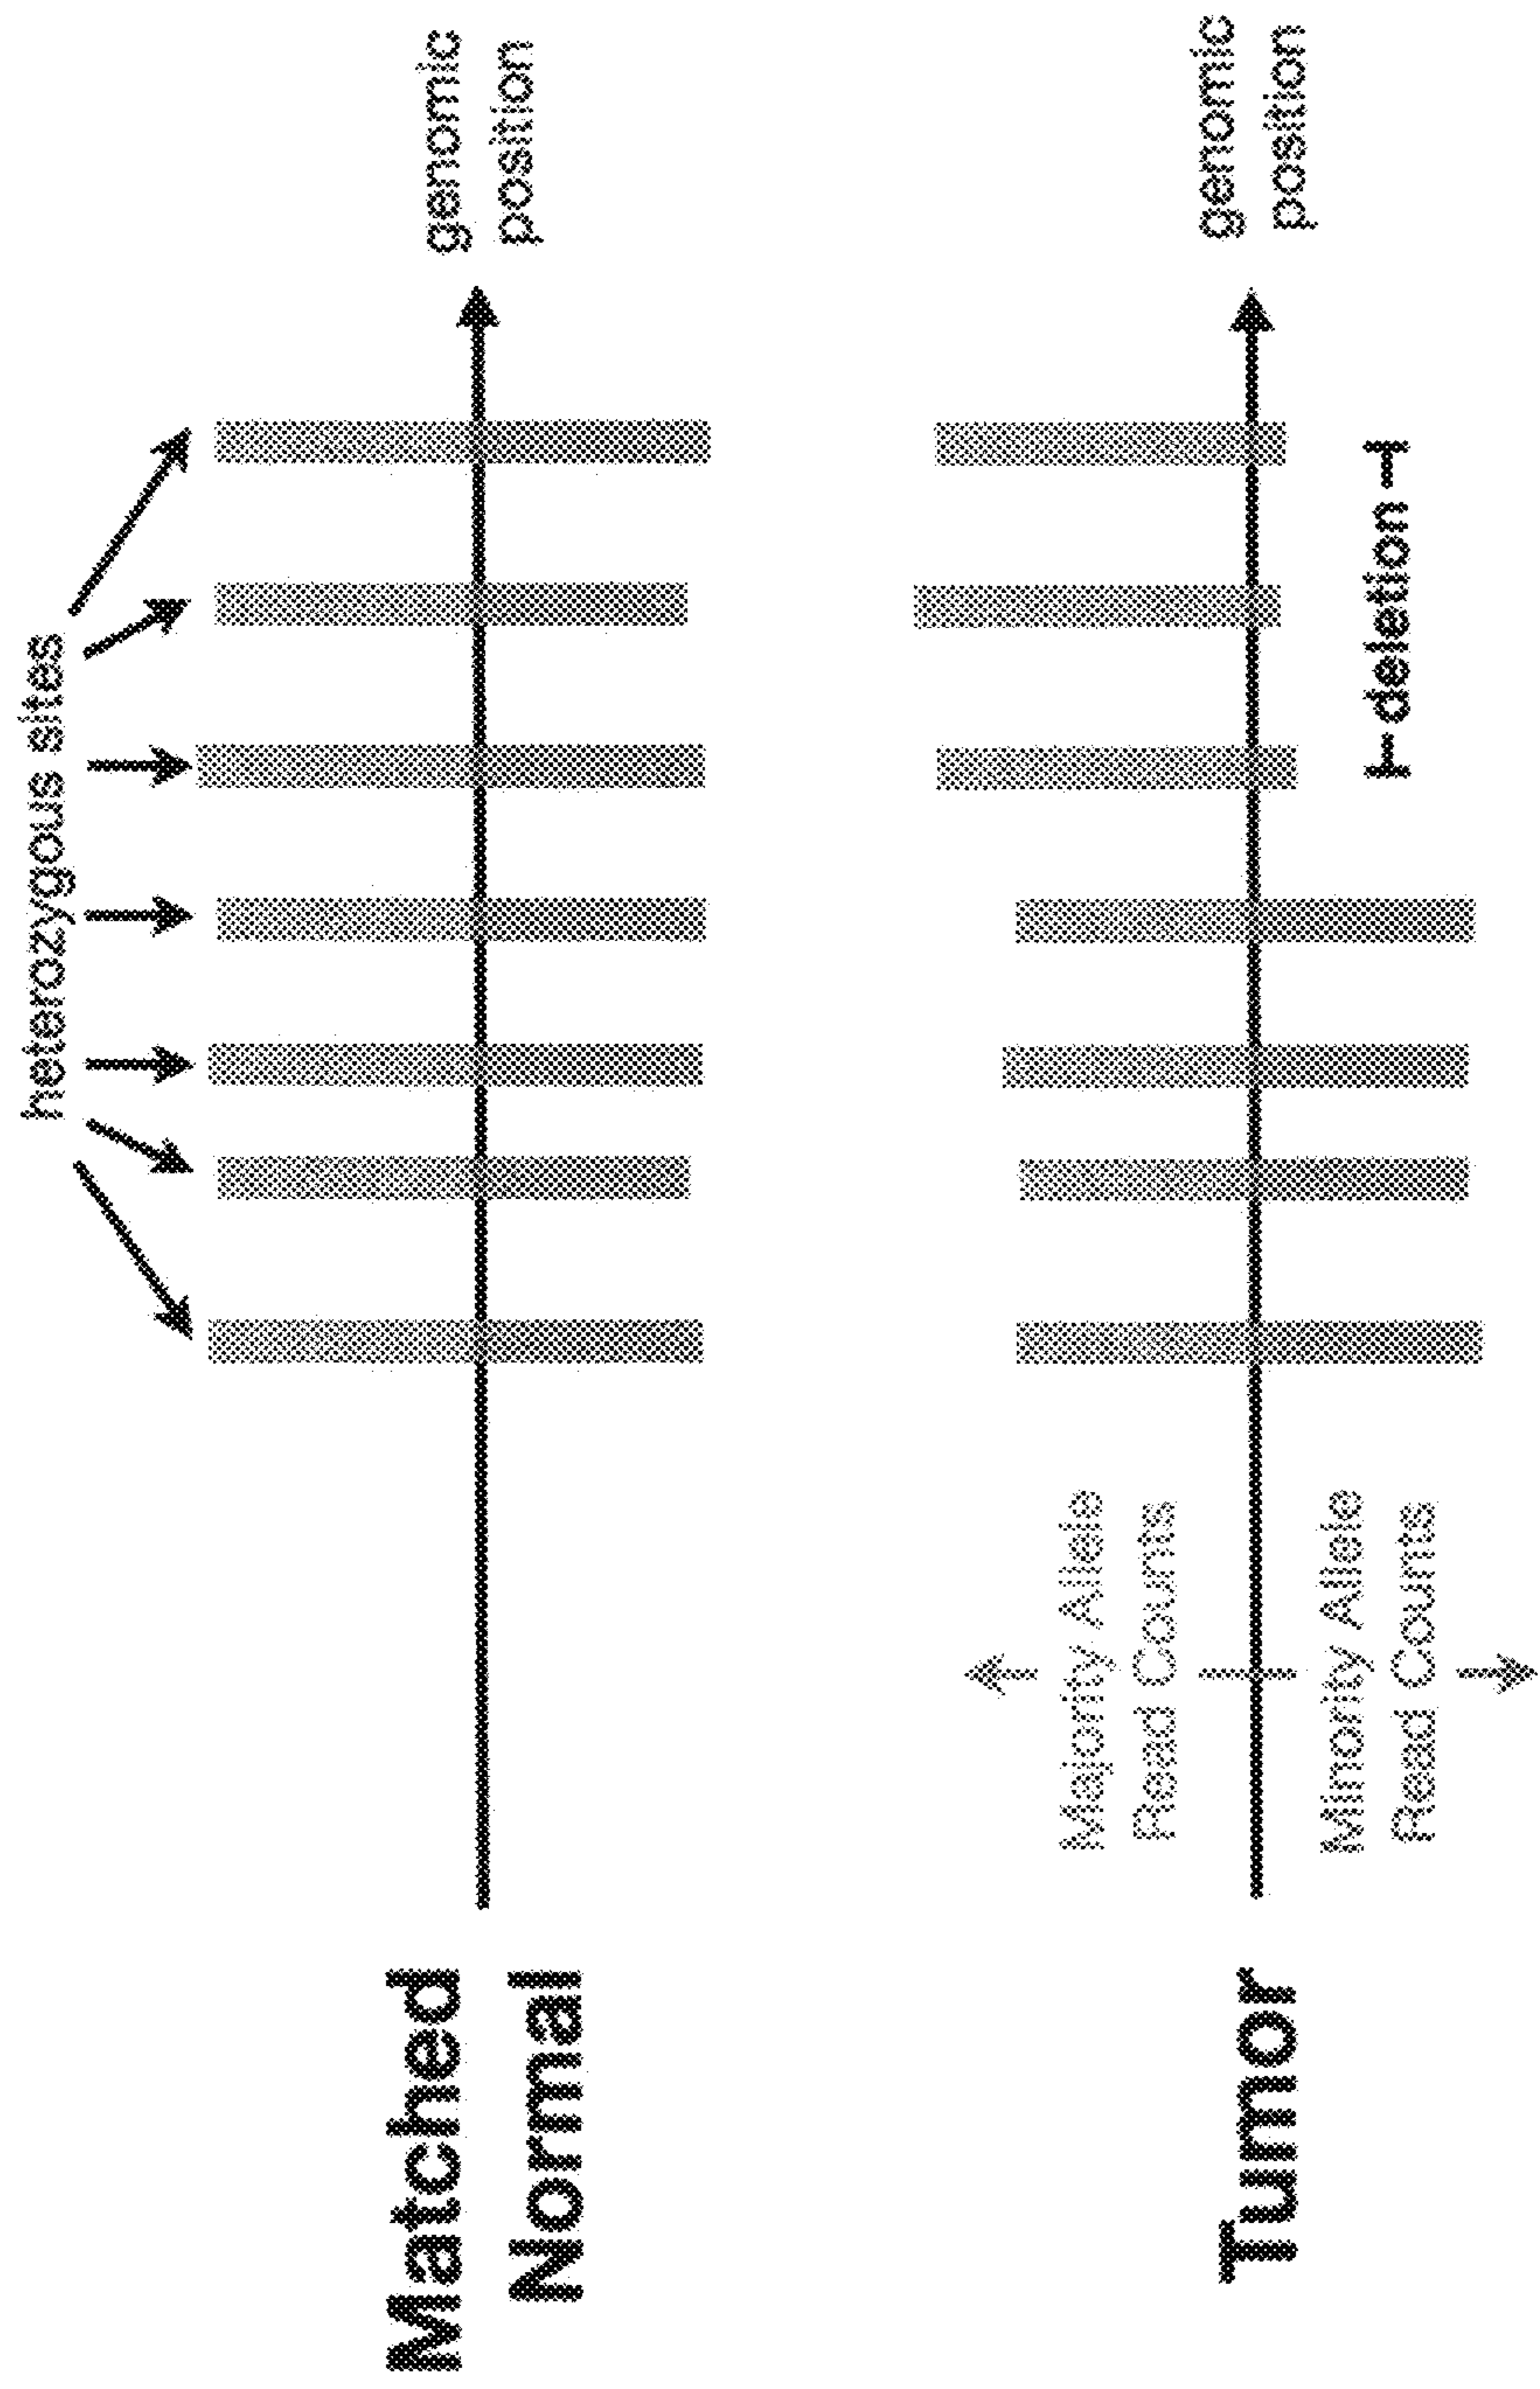 heterozygous sites
Matched
Normal
genomic
position
Majority Allele
Read Counts
Minority Allele
Read Counts
Tumor
genomic
position
deletion